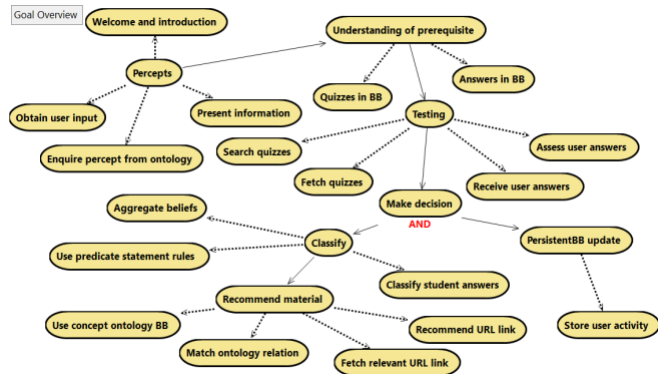 Goal Overview
Welcome and introduction
Understanding of prerequisite
Percepts
Answers in BB
Quizzes in BB
Obtain user input
Present information
Testing
Enquire percept from ontology
Search quizzes
Assess user answers
Fetch quizzes
Receive user answers
Make decision
Aggregate beliefs
AND
Classify
PersistentBB update
Use predicate statement rules
Classify student answers
Recommend material
Use concept ontology BB
Recommend URL link
Store user activity
Match ontology relation
Fetch relevant URL link